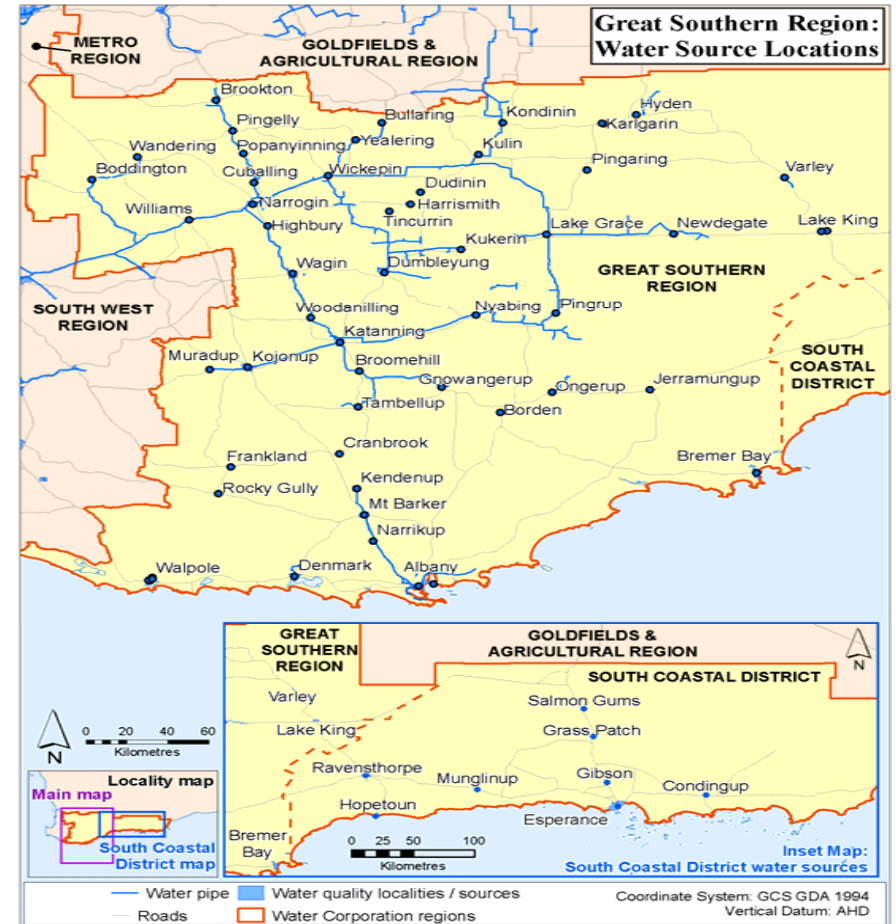 Great Southern Region:
Water Source Locations
METRO
REGION
GOLDFIELDS &
AGRICULTURAL REGION
Brookton
Bullaring
Kondinin
Hyden
Karlgarin
Pingelly
Wandering
Popanyinning
Yealering
Kulin
Boddington
Cuballing
Wickepin
Pingaring
Varley
Dudinin
Williams
Narrogin
Harrismith
Tincurrin
Highbury
Lake Grace
Newdegate
Lake King
Kukerin
Wagin
Dumbleyung
GREAT SOUTHERN
REGION
SOUTH WEST
REGION
Woodanilling
Nyabing
Pingrup
Katanning
Muradup
Kojonup
Broomehill
SOUTH
COASTAL
DISTRICT
Gnowangerup
Ongerup
Jerramungup
Tambellup
Borden
Cranbrook
Frankland
Bremer Bay
Rocky Gully
Kendenup
Mt Barker
Narrikup
Walpole
Denmark
Albany
GREAT
SOUTHERN
REGION
GOLDFIELDS &
AGRICULTURAL REGION
N
SOUTH COASTAL DISTRICT
Varley
Salmon Gums
Lake King
Grass Patch
Ravensthorpe
Munglinup
Gibson
Condingup
Hopetoun
Esperance
Bremer
Bay
0 25 50 100
Kilometres
Inset Map:
South Coastal District water sources
N
0 20 40 60
Kilometres
Locality map
Main map
South Coastal
District map
Water pipe
Water quality localities / sources
Roads
Water Corporation regions
Coordinate System: GCS GDA 1994
Vertical Datum: AHD